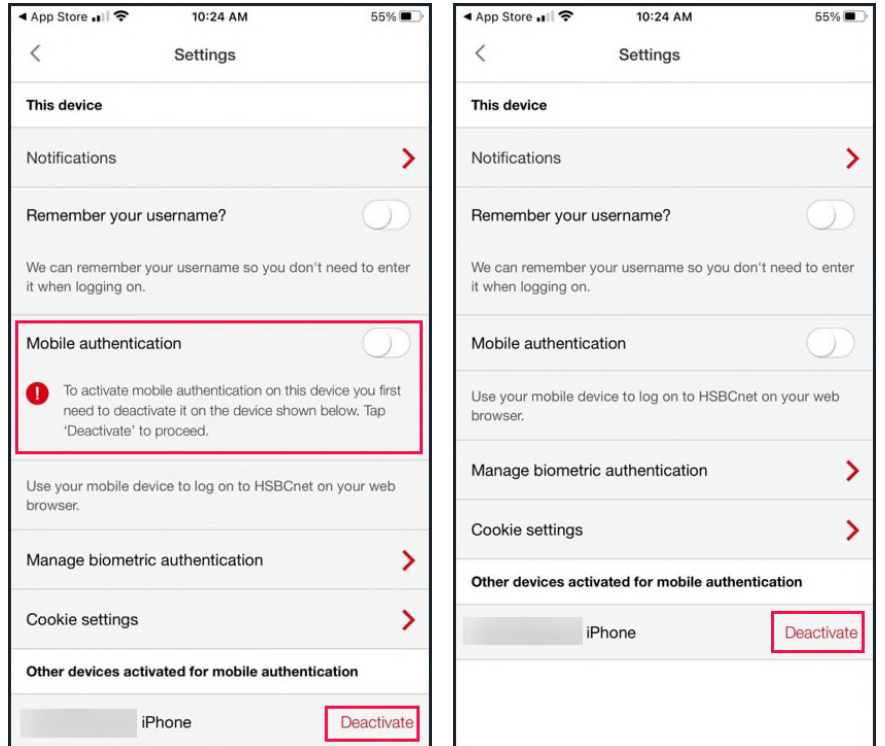 App Store 10:24 AM 55%
Settings
This device
Notifications
Remember your username?
We can remember your username so you don't need to enter
it when logging on.
Mobile authentication
To activate mobile authentication on this device you first
need to deactivate it on the device shown below. Tap
‘Deactivate’ to proceed.
Use your mobile device to log on to HSBCnet on your web
browser.
Manage biometric authentication
Cookie settings
Other devices activated for mobile authentication
iPhone Deactivate
App Store 10:24 AM 55%
Settings
This device
Notifications
Remember your username?
We can remember your username so you don't need to enter
it when logging on.
Mobile authentication
Use your mobile device to log on to HSBCnet on your web
browser.
Manage biometric authentication
Cookie settings
Other devices activated for mobile authentication
iPhone Deactivate